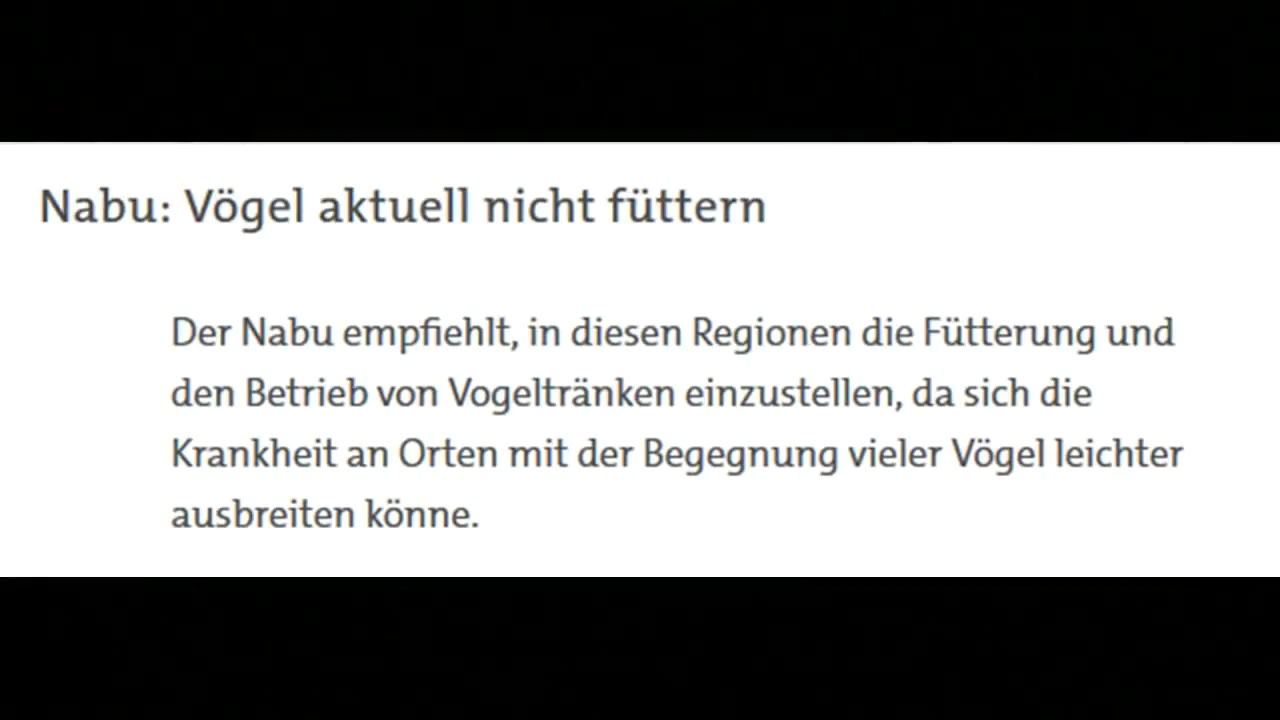 Nabu: Vögel aktuell nicht füttern
Der Nabu empfiehlt, in diesen Regionen die Fütterung und
den Betrieb von Vogeltränken einzustellen, da sich die
Krankheit an Orten mit der Begegnung vieler Vögel leichter
ausbreiten könne.